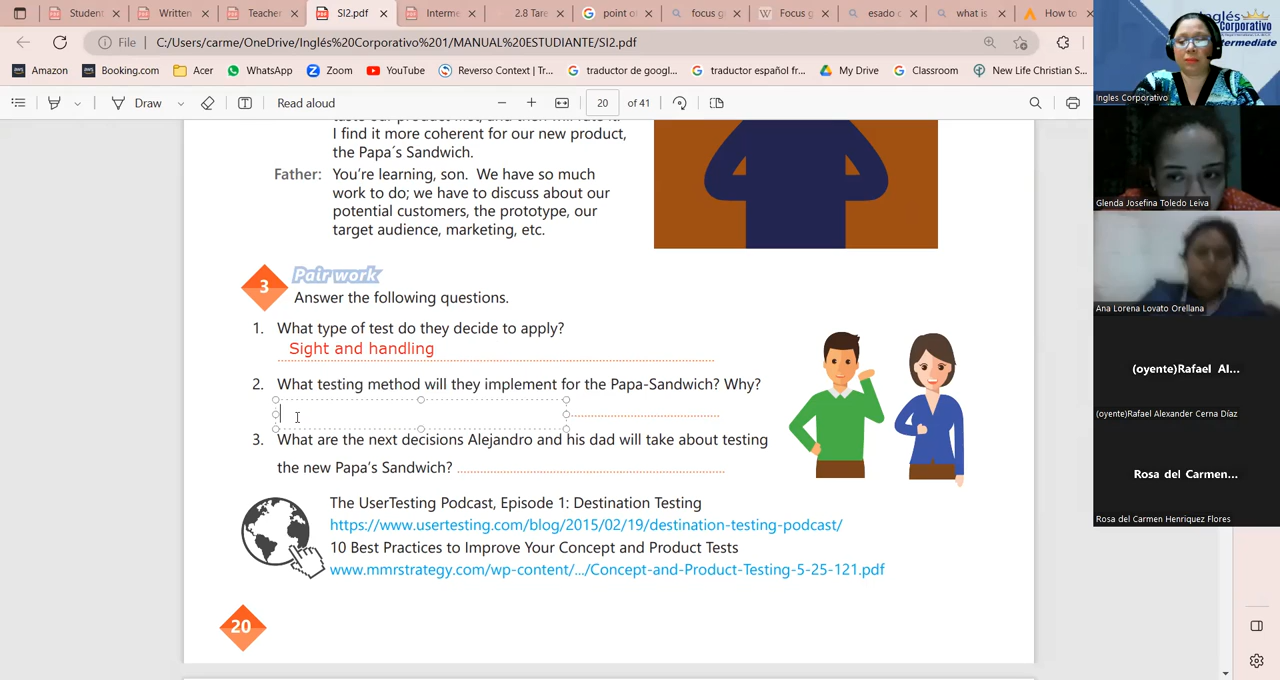 Student
Written
Teacher
SI2.pdf
Interme
2.8 Tare
point o
focus g
Focus g
esado c
what is
How to
File
C:/Users/carme/OneDrive/Inglés%20Corporativo%201/MANUAL%20ESTUDIANTE/SI2.pdf
Amazon
Booking.com
Acer
WhatsApp
Zoom
YouTube
Reverso Context | Tr...
traductor de googl...
traductor español fr...
My Drive
Classroom
New Life Christian S...
Draw
Read aloud
20
of 41
I find it more coherent for our new product,
the Papa´s Sandwich.
Father: You're learning, son. We have so much
work to do; we have to discuss about our
potential customers, the prototype, our
target audience, marketing, etc.
3
Pair work
Answer the following questions.
1. What type of test do they decide to apply?
Sight and handling
2. What testing method will they implement for the Papa-Sandwich? Why?
3. What are the next decisions Alejandro and his dad will take about testing
the new Papa's Sandwich?
The UserTesting Podcast, Episode 1: Destination Testing
https://www.usertesting.com/blog/2015/02/19/destination-testing-podcast/
10 Best Practices to Improve Your Concept and Product Tests
www.mmrstrategy.com/wp-content/.../Concept-and-Product-Testing-5-25-121.pdf
20
Inglés
Corporativo
Intermediate
Ingles Corporativo
Glenda Josefina Toledo Leiva
Ana Lorena Lovato Orellana
(oyente)Rafael Al...
(oyente)Rafael Alexander Cerna Díaz
Rosa del Carmen...
Rosa del Carmen Henriquez Flores